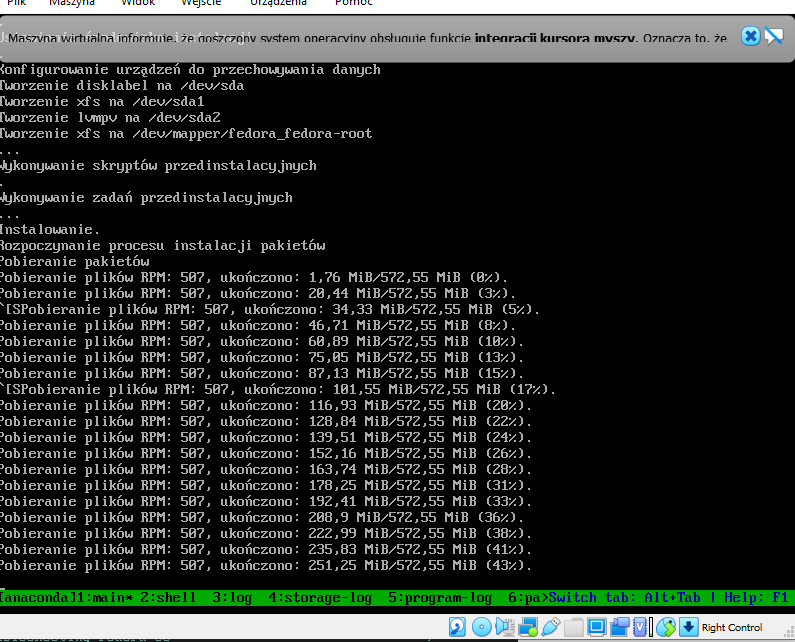 Plik Maszyna Widok Wejście Urządzenia Pomoc
Maszyna wirtualna informuje, że goszczony system operacyjny obsługuje funkcję integracji kursora myszy. Oznacza to, że
Konfigurowanie urządzeń do przechowywania danych
Tworzenie disklabel na /dev/sda
Tworzenie xfs na /dev/sda1
Tworzenie lvmpv na /dev/sda2
Tworzenie xfs na /dev/mapper/fedora_fedora-root
...
Wykonywanie skryptów przedinstalacyjnych
.
Wykonywanie zadań przedinstalacyjnych
...
Instalowanie.
Rozpoczynanie procesu instalacji pakietów
Pobieranie pakietów
Pobieranie plików RPM: 507, ukończono: 1,76 MiB/572,55 MiB (0%).
Pobieranie plików RPM: 507, ukończono: 20,44 MiB/572,55 MiB (3%).
^[SPobieranie plików RPM: 507, ukończono: 34,33 MiB/572,55 MiB (5%).
Pobieranie plików RPM: 507, ukończono: 46,71 MiB/572,55 MiB (8%).
Pobieranie plików RPM: 507, ukończono: 60,89 MiB/572,55 MiB (10%).
Pobieranie plików RPM: 507, ukończono: 75,05 MiB/572,55 MiB (13%).
Pobieranie plików RPM: 507, ukończono: 87,13 MiB/572,55 MiB (15%).
^[SPobieranie plików RPM: 507, ukończono: 101,55 MiB/572,55 MiB (17%).
Pobieranie plików RPM: 507, ukończono: 116,93 MiB/572,55 MiB (20%).
Pobieranie plików RPM: 507, ukończono: 128,84 MiB/572,55 MiB (22%).
Pobieranie plików RPM: 507, ukończono: 139,51 MiB/572,55 MiB (24%).
Pobieranie plików RPM: 507, ukończono: 152,16 MiB/572,55 MiB (26%).
Pobieranie plików RPM: 507, ukończono: 163,74 MiB/572,55 MiB (28%).
Pobieranie plików RPM: 507, ukończono: 178,25 MiB/572,55 MiB (31%).
Pobieranie plików RPM: 507, ukończono: 192,41 MiB/572,55 MiB (33%).
Pobieranie plików RPM: 507, ukończono: 208,9 MiB/572,55 MiB (36%).
Pobieranie plików RPM: 507, ukończono: 222,99 MiB/572,55 MiB (38%).
Pobieranie plików RPM: 507, ukończono: 235,83 MiB/572,55 MiB (41%).
Pobieranie plików RPM: 507, ukończono: 251,25 MiB/572,55 MiB (43%).
[anaconda]1:main* 2:shell 3:log 4:storage-log 5:program-log 6:pa>Switch tab: Alt+Tab | Help: F1
Right Control